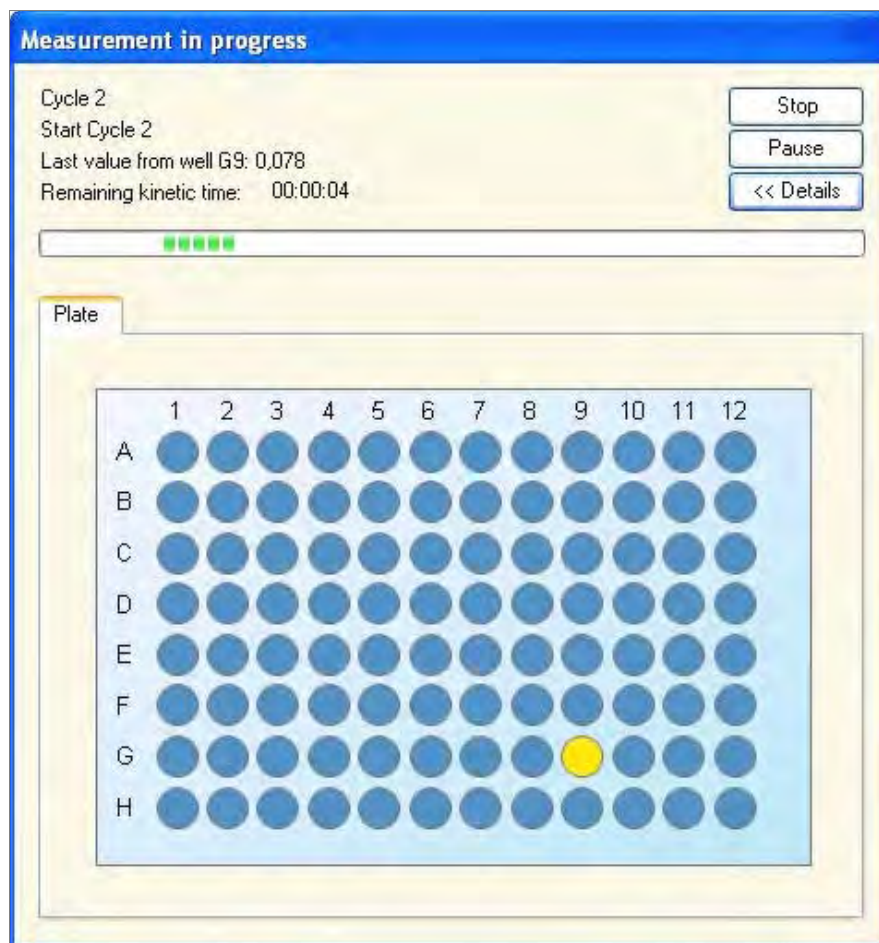 Measurement in progress
Cycle 2
Start Cycle 2
Last value from well G9: 0,078
Remaining kinetic time: 00:00:04
Stop
Pause
<< Details
Plate
1 2 3 4 5 6 7 8 9 10 11 12
A
B
C
D
E
F
G
H